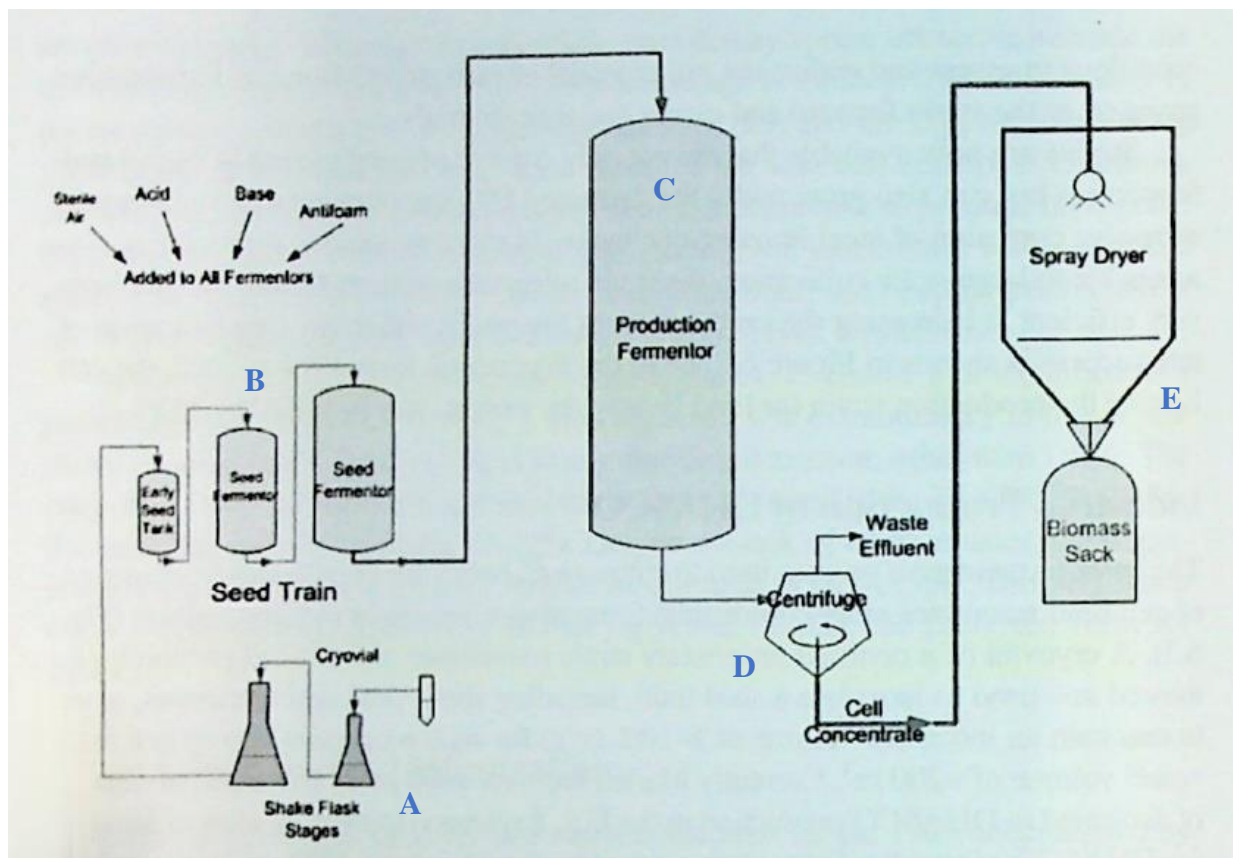 Sterile
Air
Acid
Base
Antifoam
Added to All Fermentors
B
Early
Seed
Tank
Seed
Fermentor
Seed
Fermentor
Seed Train
Cryovial
Shake Flask
Stages
A
C
Production
Fermentor
Waste
Effluent
Centrifuge
D
Cell
Concentrate
Spray Dryer
E
Biomass
Sack